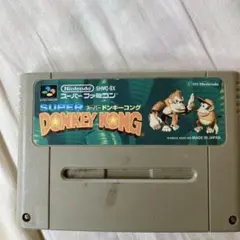 Nintendo SHVC-8X
スーパーファミコン
SUPER スーパードンキーコング
DONKEY KONG
MADE IN JAPAN